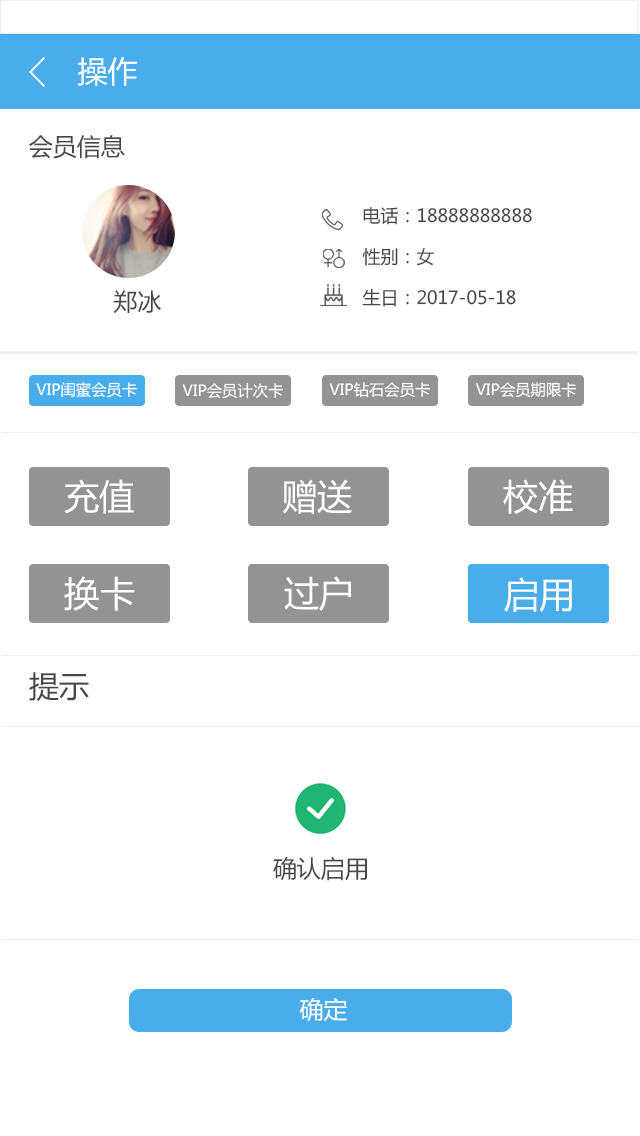 操作
会员信息
电话：18888888888
性别：女
生日：2017-05-18
郑冰
VIP闺蜜会员卡 VIP会员计次卡 VIP钻石会员卡 VIP会员期限卡
充值 赠送 校准
换卡 过户 启用
提示
确认启用
确定